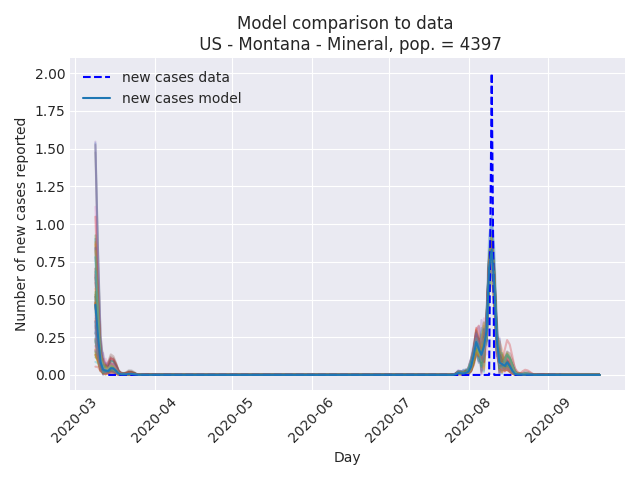 Model comparison to data
US - Montana - Mineral, pop. = 4397
new cases data
new cases model
Number of new cases reported
2.00
1.75
1.50
1.25
1.00
0.75
0.50
0.25
0.00
2020-03
2020-04
2020-05
2020-06
2020-07
2020-08
2020-09
Day